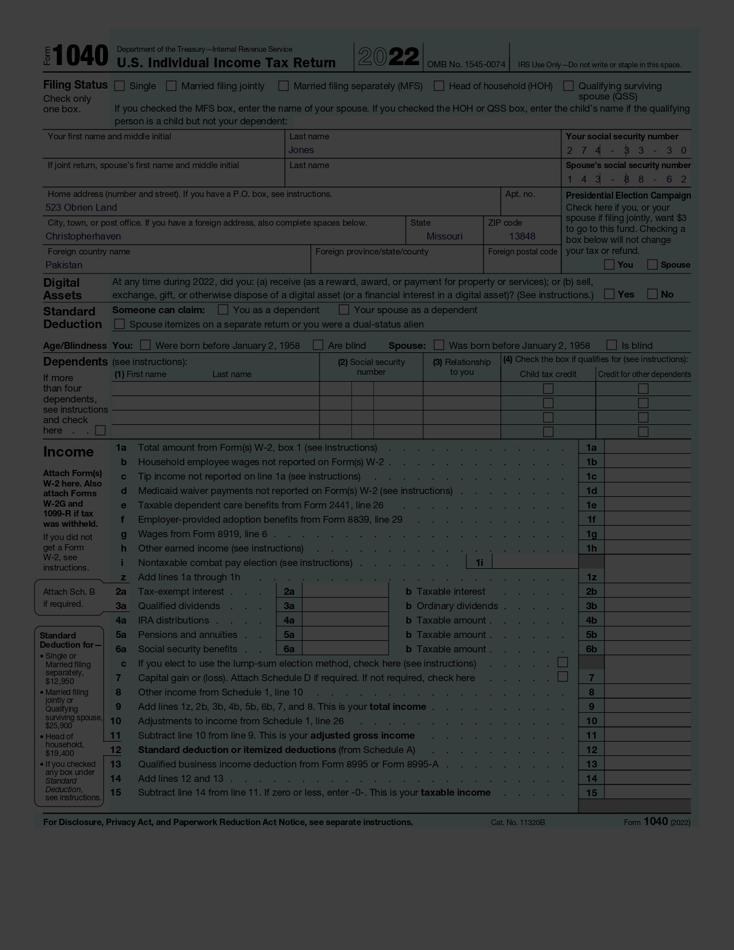 Form 1040 Department of the Treasury—Internal Revenue Service
U.S. Individual Income Tax Return 2022 OMB No. 1545-0074 IRS Use Only—Do not write or staple in this space.
Filing Status Single Married filing jointly Married filing separately (MFS) Head of household (HOH) Qualifying surviving spouse (QSS)
Check only one box.
If you checked the MFS box, enter the name of your spouse. If you checked the HOH or QSS box, enter the child's name if the qualifying
person is a child but not your dependent:
Your first name and middle initial Last name Your social security number
Jones 274-33-30
If joint return, spouse's first name and middle initial Last name Spouse's social security number
143-88-62
Home address (number and street). If you have a P.O. box, see instructions. Apt. no.
523 Obrien Land
City, town, or post office. If you have a foreign address, also complete spaces below. State ZIP code
Christopherhaven Missouri 13848
Foreign country name Foreign province/state/county Foreign postal code
Pakistan
Presidential Election Campaign
Check here if you, or your
spouse if filing jointly, want $3
to go to this fund. Checking a
box below will not change
your tax or refund.
You Spouse
Digital Assets
At any time during 2022, did you: (a) receive (as a reward, award, or payment for property or services); or (b) sell,
exchange, gift, or otherwise dispose of a digital asset (or a financial interest in a digital asset)? (See instructions.) Yes No
Standard Deduction
Someone can claim: You as a dependent Your spouse as a dependent
Spouse itemizes on a separate return or you were a dual-status alien
Age/Blindness You: Were born before January 2, 1958 Are blind Spouse: Was born before January 2, 1958 Is blind
Dependents (see instructions): (2) Social security number (3) Relationship to you (4) Check the box if qualifies for (see instructions):
(1) First name Last name Child tax credit Credit for other dependents
If more
than four
dependents,
see instructions
and check
here . .
Income
Attach Form(s)
W-2 here. Also
attach Forms
W-2G and
1099-R if tax
was withheld.
If you did not
get a Form
W-2, see
instructions.
1a Total amount from Form(s) W-2, box 1 (see instructions) 1a
b Household employee wages not reported on Form(s) W-2 1b
c Tip income not reported on line 1a (see instructions) 1c
d Medicaid waiver payments not reported on Form(s) W-2 (see instructions) 1d
e Taxable dependent care benefits from Form 2441, line 26 1e
f Employer-provided adoption benefits from Form 8839, line 29 1f
g Wages from Form 8919, line 6 1g
h Other earned income (see instructions) 1h
i Nontaxable combat pay election (see instructions) 1i
z Add lines 1a through 1h 1z
Attach Sch. B
if required.
2a Tax-exempt interest 2a b Taxable interest 2b
3a Qualified dividends 3a b Ordinary dividends 3b
4a IRA distributions 4a b Taxable amount 4b
5a Pensions and annuities 5a b Taxable amount 5b
6a Social security benefits 6a b Taxable amount 6b
c If you elect to use the lump-sum election method, check here (see instructions)
7 Capital gain or (loss). Attach Schedule D if required. If not required, check here 7
8 Other income from Schedule 1, line 10 8
9 Add lines 1z, 2b, 3b, 4b, 5b, 6b, 7, and 8. This is your total income 9
10 Adjustments to income from Schedule 1, line 26 10
11 Subtract line 10 from line 9. This is your adjusted gross income 11
12 Standard deduction or itemized deductions (from Schedule A) 12
13 Qualified business income deduction from Form 8995 or Form 8995-A 13
14 Add lines 12 and 13 14
15 Subtract line 14 from line 11. If zero or less, enter -0-. This is your taxable income 15
Standard
Deduction for—
• Single or
Married filing
separately,
$12,950
• Married filing
jointly or
Qualifying
surviving spouse,
$25,900
• Head of
household,
$19,400
• If you checked
any box under
Standard
Deduction,
see instructions.
For Disclosure, Privacy Act, and Paperwork Reduction Act Notice, see separate instructions. Cat. No. 11320B Form 1040 (2022)